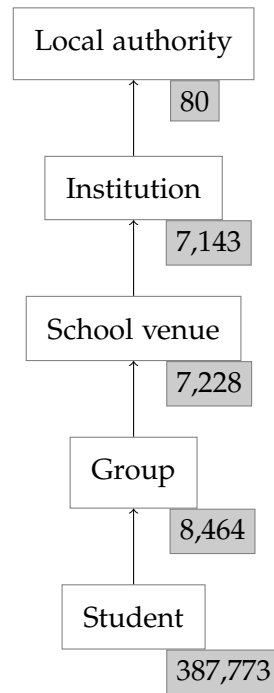 Local authority
80
Institution
7,143
School venue
7,228
Group
8,464
Student
387,773